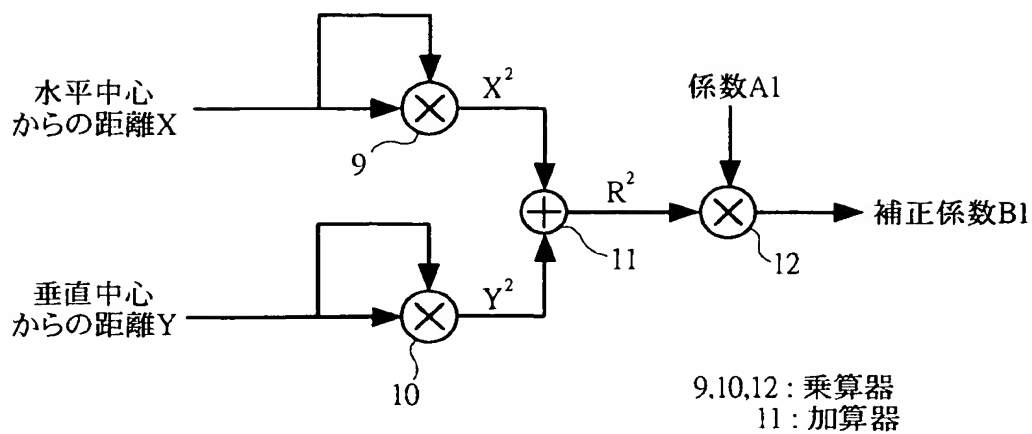 水平中心
からの距離X
9
X²
係数A1
R²
11
12
補正係数B1
垂直中心
からの距離Y
10
Y²
9,10,12 : 乗算器
11 : 加算器